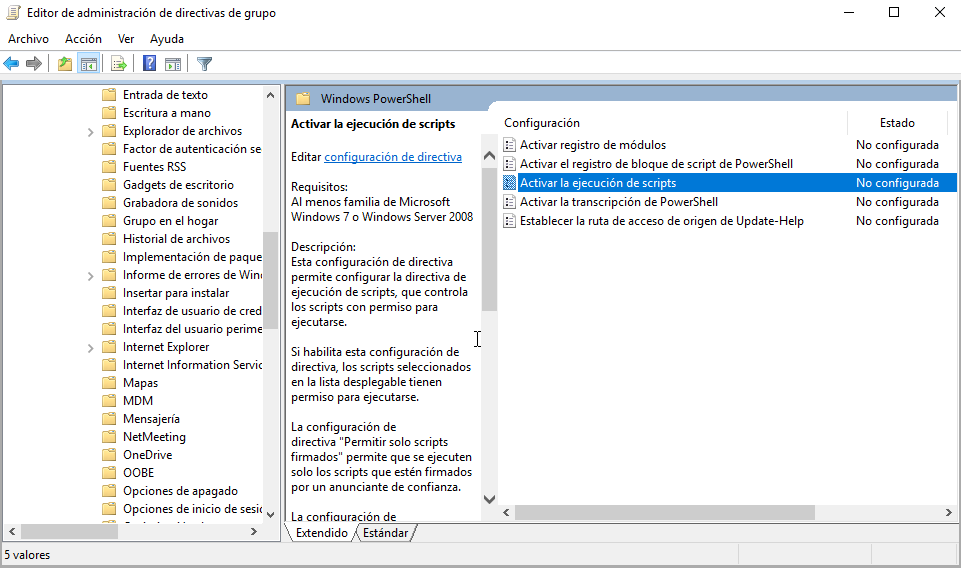 Editor de administración de directivas de grupo
Archivo Acción Ver Ayuda
Entrada de texto
Escritura a mano
Explorador de archivos
Factor de autenticación se
Fuentes RSS
Gadgets de escritorio
Grabadora de sonidos
Grupo en el hogar
Historial de archivos
Implementación de paque
Informe de errores de Wind
Insertar para instalar
Interfaz de usuario de cred
Interfaz del usuario perime
Internet Explorer
Internet Information Servic
Mapas
MDM
Mensajería
NetMeeting
OneDrive
OOBE
Opciones de apagado
Opciones de inicio de sesió
Windows PowerShell
Activar la ejecución de scripts
Editar configuración de directiva
Requisitos:
Al menos familia de Microsoft
Windows 7 o Windows Server 2008
Descripción:
Esta configuración de directiva
permite configurar la directiva de
ejecución de scripts, que controla
los scripts con permiso para
ejecutarse.
Si habilita esta configuración de
directiva, los scripts seleccionados
en la lista desplegable tienen
permiso para ejecutarse.
La configuración de
directiva "Permitir solo scripts
firmados" permite que se ejecuten
solo los scripts que estén firmados
por un anunciante de confianza.
La configuración de
Configuración Estado
Activar registro de módulos No configurada
Activar el registro de bloque de script de PowerShell No configurada
Activar la ejecución de scripts No configurada
Activar la transcripción de PowerShell No configurada
Establecer la ruta de acceso de origen de Update-Help No configurada
Extendido Estándar
5 valores